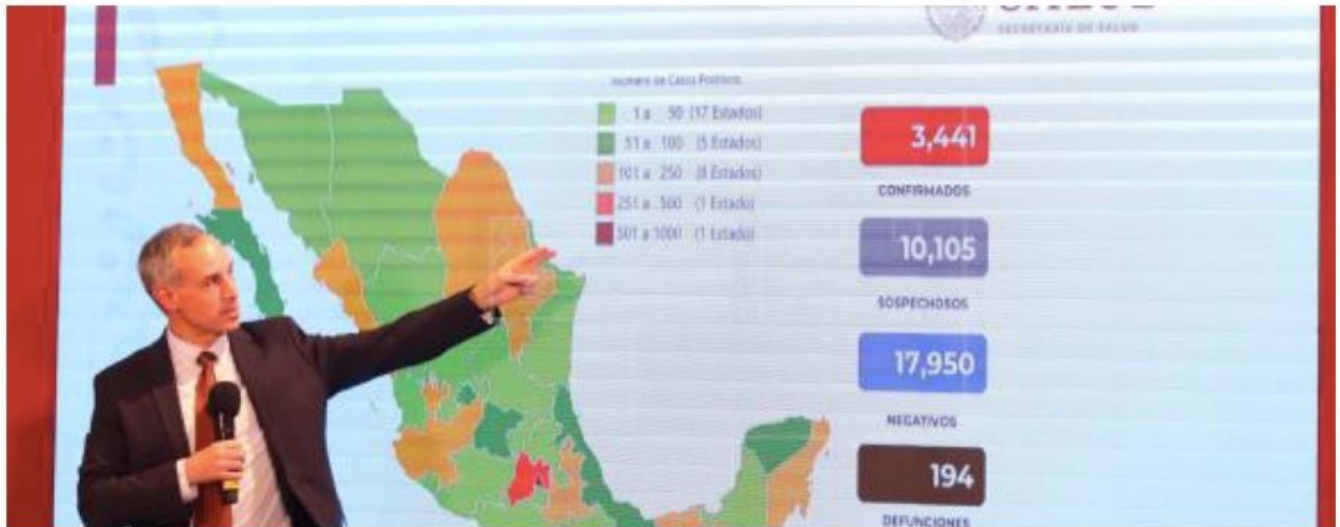 SALUD
SECRETARÍA DE SALUD
Número de Casos Positivos
1 a 50 (17 Estados)
51 a 100 (5 Estados)
101 a 250 (8 Estados)
251 a 500 (1 Estado)
501 a 1000 (1 Estado)
3,441
CONFIRMADOS
10,105
SOSPECHOSOS
17,950
NEGATIVOS
194
DEFUNCIONES